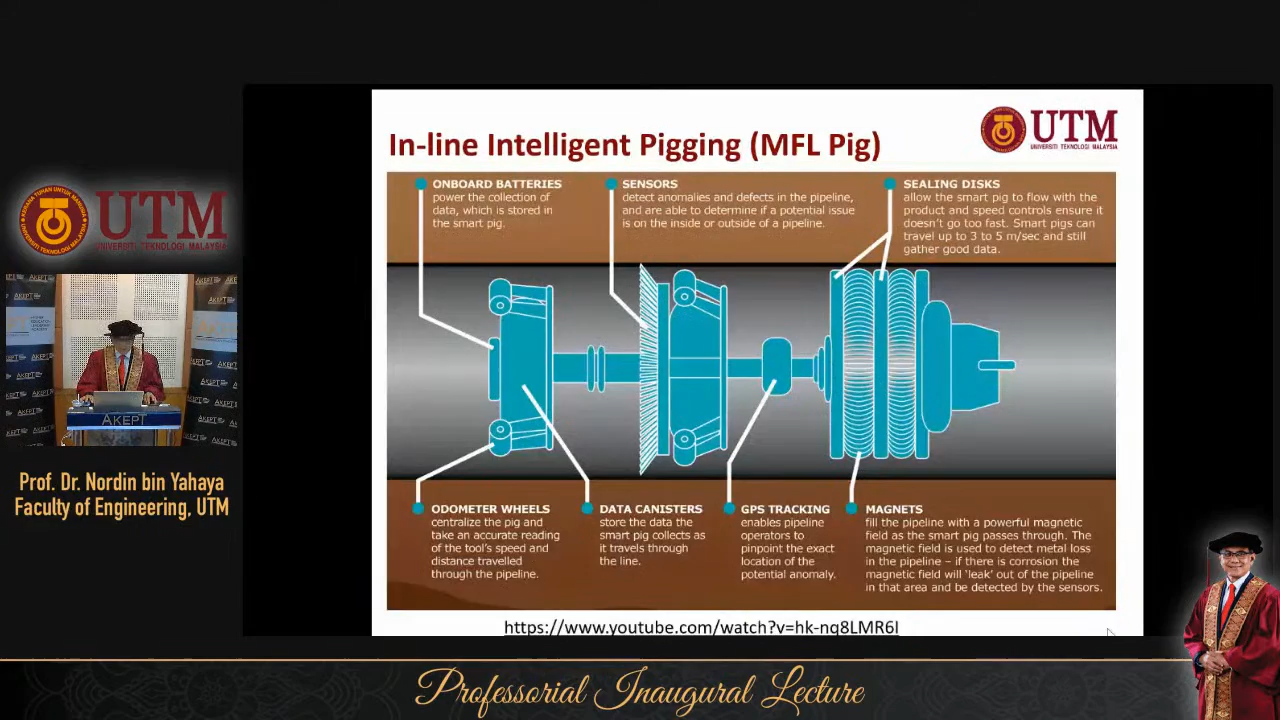 In-line Intelligent Pigging (MFL Pig)
UTM
UNIVERSITI TEKNOLOGI MALAYSIA
ONBOARD BATTERIES
power the collection of
data, which is stored in
the smart pig.
SENSORS
detect anomalies and defects in the pipeline,
and are able to determine if a potential issue
is on the inside or outside of a pipeline.
SEALING DISKS
allow the smart pig to flow with the
product and speed controls ensure it
doesn't go too fast. Smart pigs can
travel up to 3 to 5 m/sec and still
gather good data.
ODOMETER WHEELS
centralize the pig and
take an accurate reading
of the tool's speed and
distance travelled
through the pipeline.
DATA CANISTERS
store the data the
smart pig collects as
it travels through
the line.
GPS TRACKING
enables pipeline
operators to
pinpoint the exact
location of the
potential anomaly.
MAGNETS
fill the pipeline with a powerful magnetic
field as the smart pig passes through. The
magnetic field is used to detect metal loss
in the pipeline – if there is corrosion the
magnetic field will 'leak' out of the pipeline
in that area and be detected by the sensors.
https://www.youtube.com/watch?v=hk-nq8LMR6I
UTM
UNIVERSITI TEKNOLOGI MALAYSIA
AKEPT
Prof. Dr. Nordin bin Yahaya
Faculty of Engineering, UTM
Professorial Inaugural Lecture